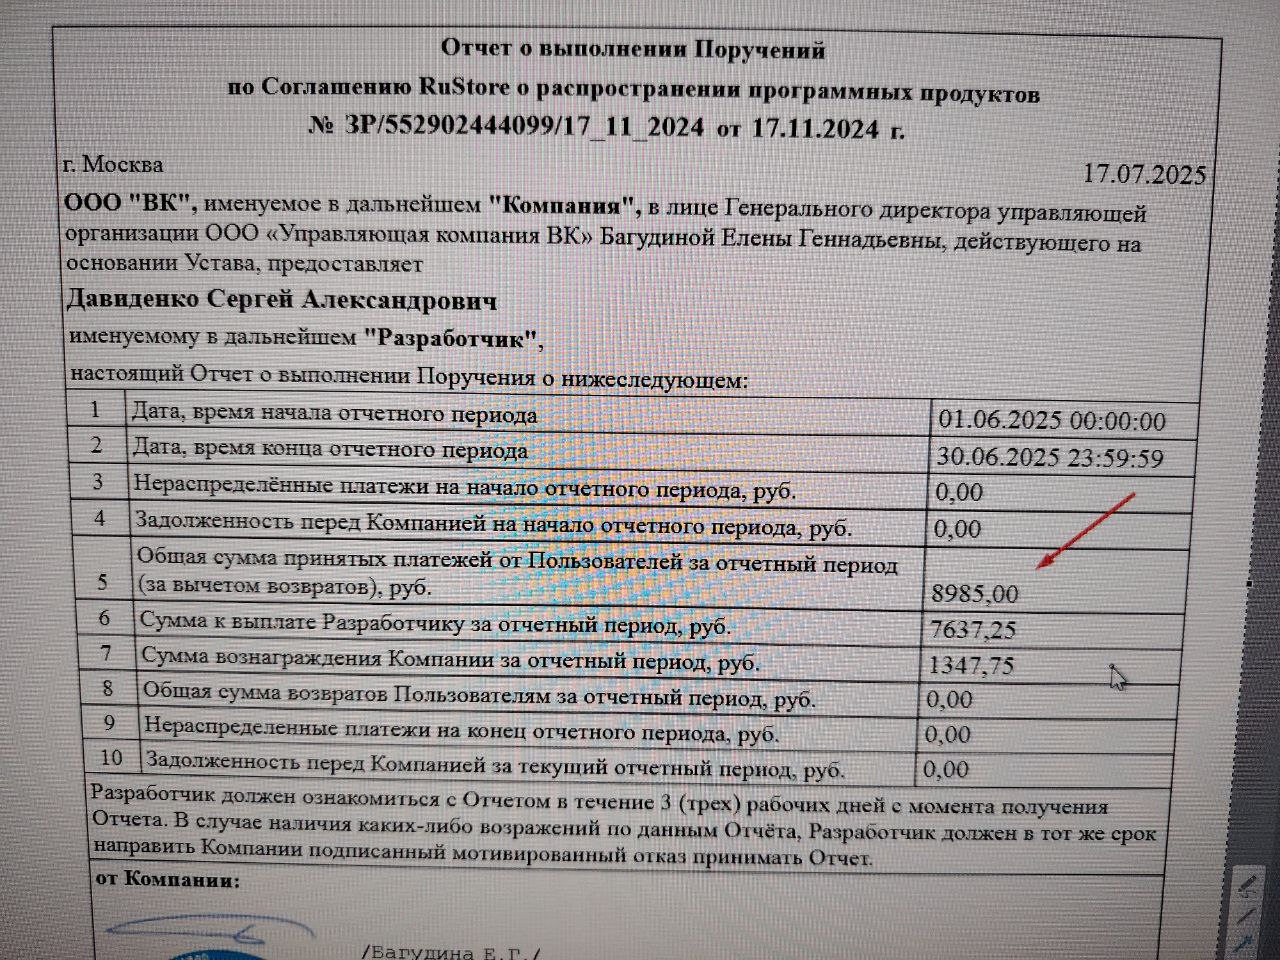 Отчет о выполнении Поручений
по Соглашению RuStore о распространении программных продуктов
№ ЗР/552902444099/17_11_2024 от 17.11.2024 г.
г. Москва 17.07.2025
ООО "ВК", именуемое в дальнейшем "Компания", в лице Генерального директора управляющей
организации ООО «Управляющая компания ВК» Багудиной Елены Геннадьевны, действующего на
основании Устава, предоставляет
Давиденко Сергей Александрович
именуемому в дальнейшем "Разработчик",
настоящий Отчет о выполнении Поручения о нижеследующем:
1 Дата, время начала отчетного периода 01.06.2025 00:00:00
2 Дата, время конца отчетного периода 30.06.2025 23:59:59
3 Нераспределённые платежи на начало отчетного периода, руб. 0,00
4 Задолженность перед Компанией на начало отчетного периода, руб. 0,00
Общая сумма принятых платежей от Пользователей за отчетный период
5 (за вычетом возвратов), руб. 8985,00
6 Сумма к выплате Разработчику за отчетный период, руб. 7637,25
7 Сумма вознаграждения Компании за отчетный период, руб. 1347,75
8 Общая сумма возвратов Пользователям за отчетный период, руб. 0,00
9 Нераспределенные платежи на конец отчетного периода, руб. 0,00
10 Задолженность перед Компанией за текущий отчетный период, руб. 0,00
Разработчик должен ознакомиться с Отчетом в течение 3 (трех) рабочих дней с момента получения
Отчета. В случае наличия каких-либо возражений по данным Отчёта, Разработчик должен в тот же срок
направить Компании подписанный мотивированный отказ принимать Отчет.
от Компании:
/Багудина Е.Г./